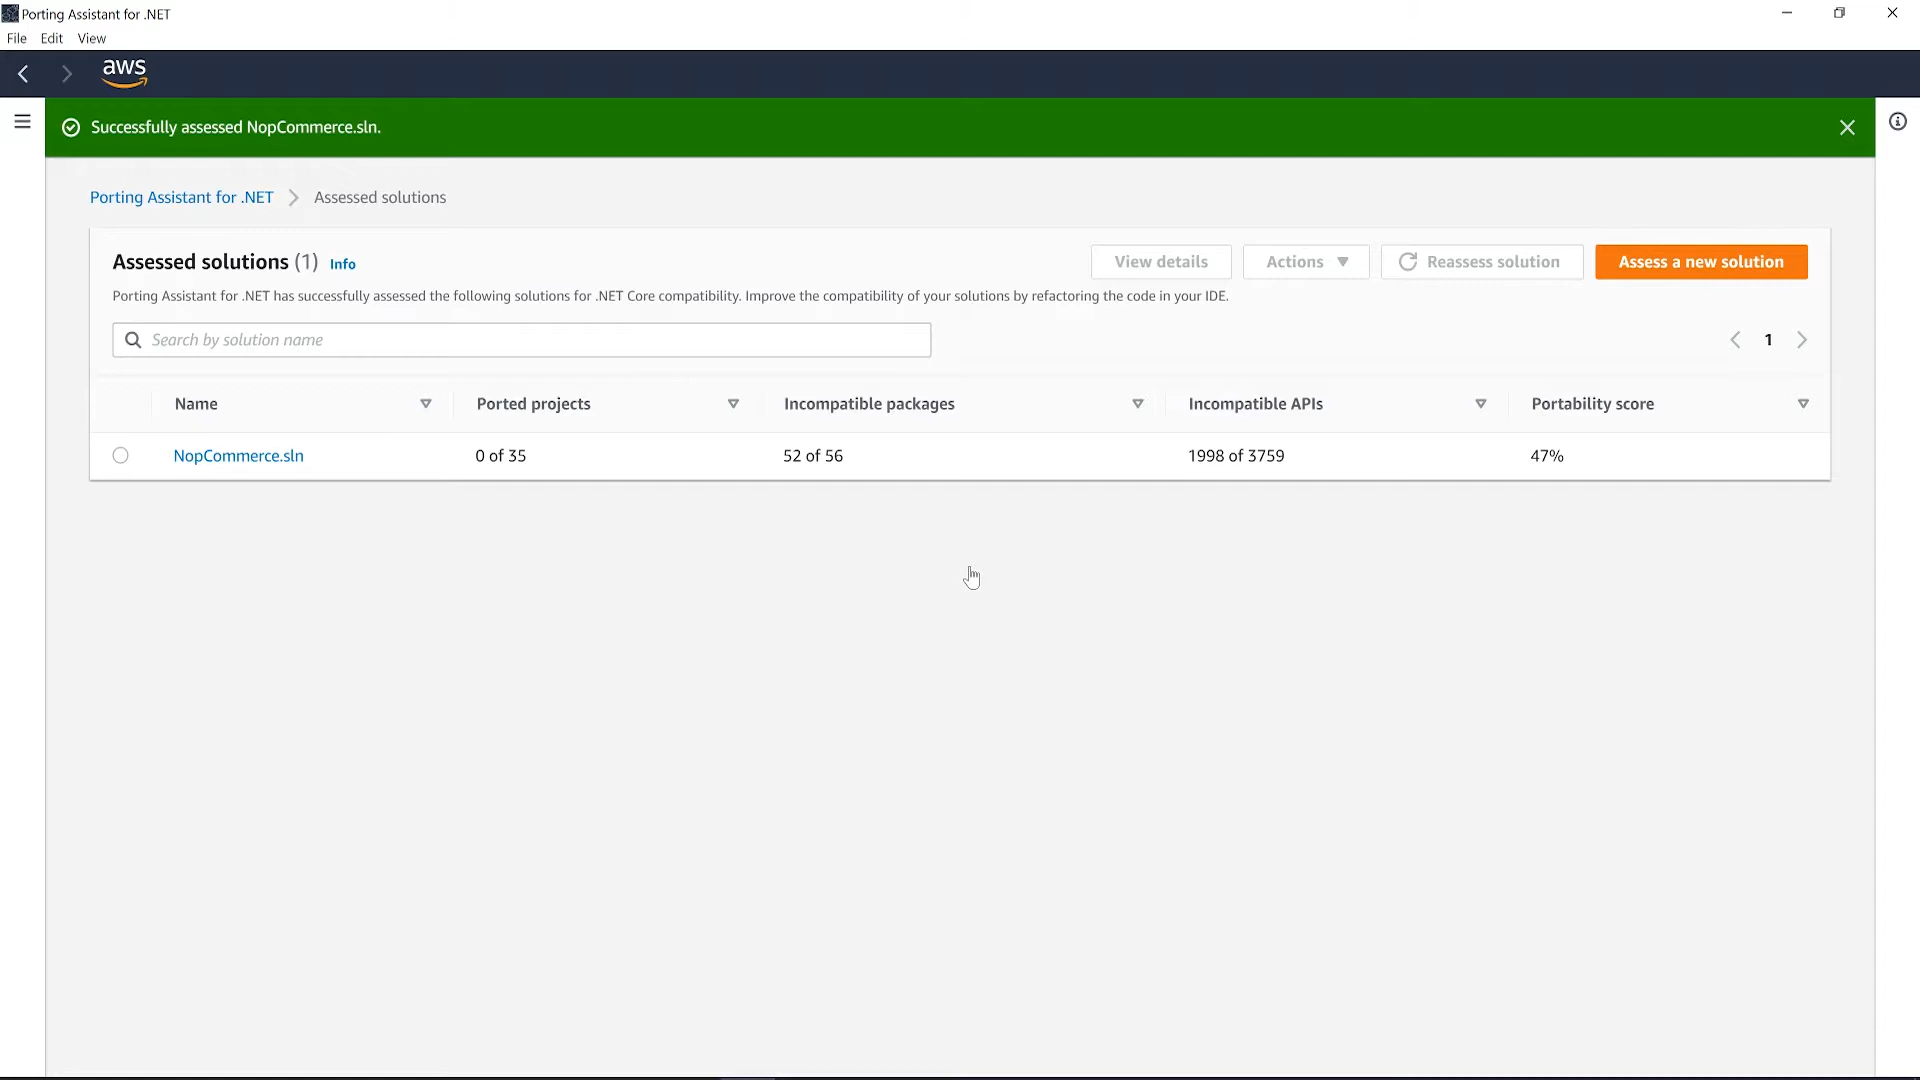 Porting Assistant for .NET
File Edit View
aws
Successfully assessed NopCommerce.sln.
Porting Assistant for .NET Assessed solutions
Assessed solutions (1) Info View details Actions Reassess solution Assess a new solution
Porting Assistant for .NET has successfully assessed the following solutions for .NET Core compatibility. Improve the compatibility of your solutions by refactoring the code in your IDE.
Search by solution name 1
Name Ported projects Incompatible packages Incompatible APIs Portability score
NopCommerce.sln 0 of 35 52 of 56 1998 of 3759 47%